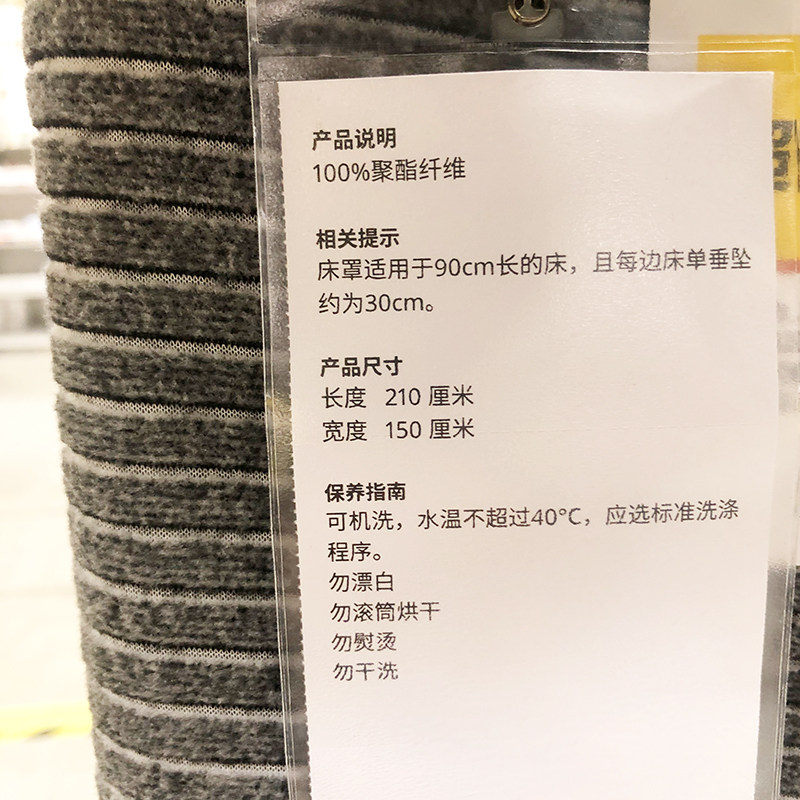 产品说明
100%聚酯纤维
相关提示
床罩适用于90cm长的床，且每边床单垂坠
约为30cm。
产品尺寸
长度 210 厘米
宽度 150 厘米
保养指南
可机洗，水温不超过40°C，应选标准洗涤
程序。
勿漂白
勿滚筒烘干
勿熨烫
勿干洗